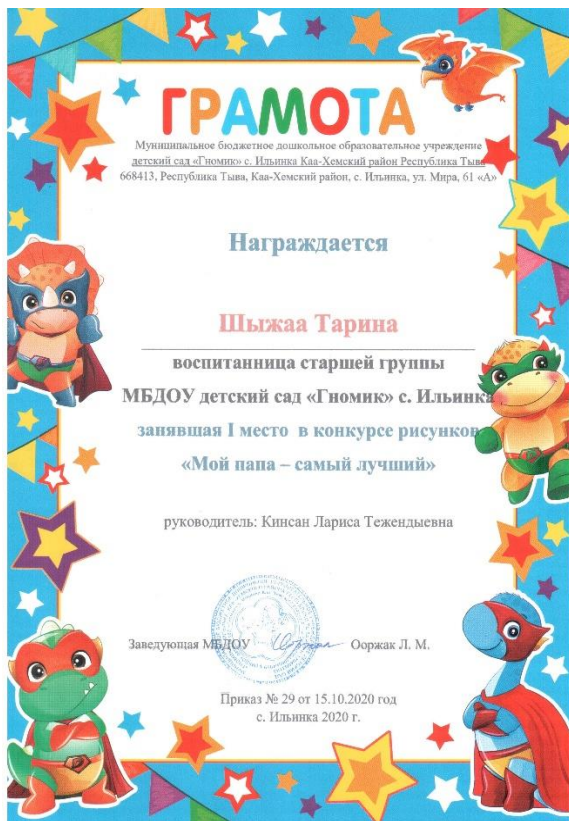 ГРАМОТА
Муниципальное бюджетное дошкольное образовательное учреждение
детский сад «Гномик» с. Ильинка Каа-Хемский район Республика Тыва
668413, Республика Тыва, Каа-Хемский район, с. Ильинка, ул. Мира, 61 «А»
Награждается
Шыжаа Тарина
воспитанница старшей группы
МБДОУ детский сад «Гномик» с. Ильинка
занявшая I место в конкурсе рисунков
«Мой папа – самый лучший»
руководитель: Кинсан Лариса Тежендыевна
Заведующая МБДОУ Ооржак Л. М.
Приказ № 29 от 15.10.2020 год
с. Ильинка 2020 г.